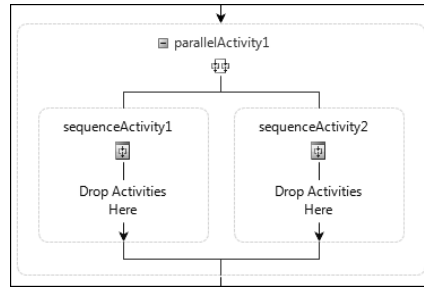 parallelActivity1
sequenceActivity1
sequenceActivity2
Drop Activities
Here
Drop Activities
Here